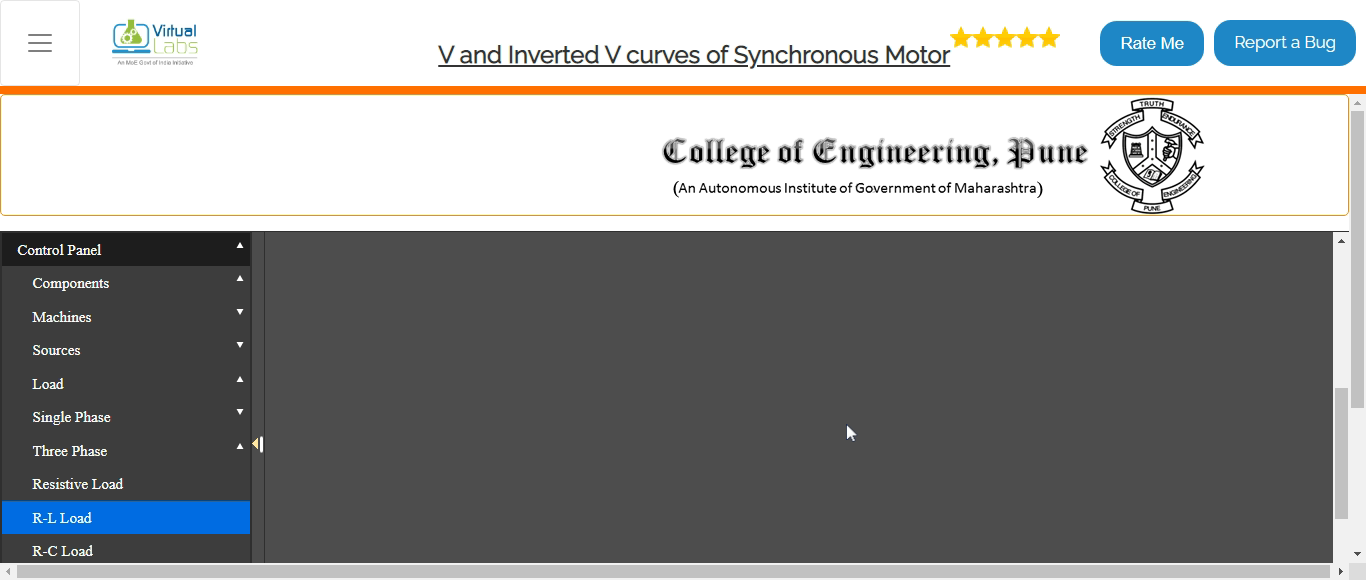 Virtual
Labs
An MoE Govt of India Initiative
V and Inverted V curves of Synchronous Motor
Rate Me
Report a Bug
College of Engineering, Pune
(An Autonomous Institute of Government of Maharashtra)
TRUTH
STRENGTH
ENDURANCE
COLLEGE OF
ENGINEERING
PUNE
Control Panel
Components
Machines
Sources
Load
Single Phase
Three Phase
Resistive Load
R-L Load
R-C Load